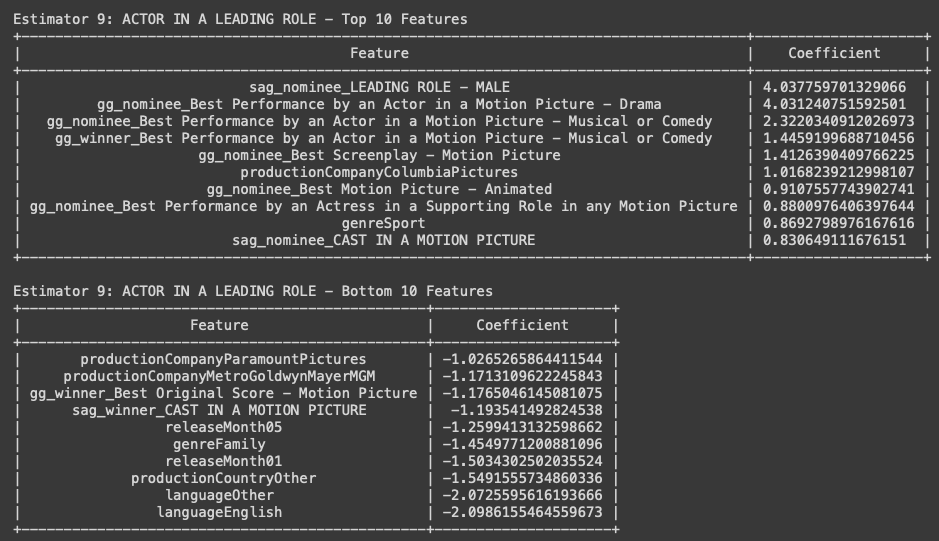 Estimator 9: ACTOR IN A LEADING ROLE – Top 10 Features
Feature | Coefficient
sag_nominee_LEADING ROLE – MALE | 4.037759701329066
gg_nominee_Best Performance by an Actor in a Motion Picture – Drama | 4.031240751592501
gg_nominee_Best Performance by an Actor in a Motion Picture – Musical or Comedy | 2.3220340912026973
gg_winner_Best Performance by an Actor in a Motion Picture – Musical or Comedy | 1.4459199688710456
gg_nominee_Best Screenplay – Motion Picture | 1.4126390409766225
productionCompanyColumbiaPictures | 1.0168239212998107
gg_nominee_Best Motion Picture – Animated | 0.9107557743902741
gg_nominee_Best Performance by an Actress in a Supporting Role in any Motion Picture | 0.8800976406397644
genreSport | 0.8692798976167616
sag_nominee_CAST IN A MOTION PICTURE | 0.830649111676151
Estimator 9: ACTOR IN A LEADING ROLE – Bottom 10 Features
Feature | Coefficient
productionCompanyParamountPictures | -1.0265265864411544
productionCompanyMetroGoldwynMayerMGM | -1.1713109622245843
gg_winner_Best Original Score – Motion Picture | -1.1765046145081075
sag_winner_CAST IN A MOTION PICTURE | -1.193541492824538
releaseMonth05 | -1.2599413132598662
genreFamily | -1.4549771200881096
releaseMonth01 | -1.5034302502035524
productionCountryOther | -1.5491555734860336
languageOther | -2.0725595616193666
languageEnglish | -2.0986155464559673